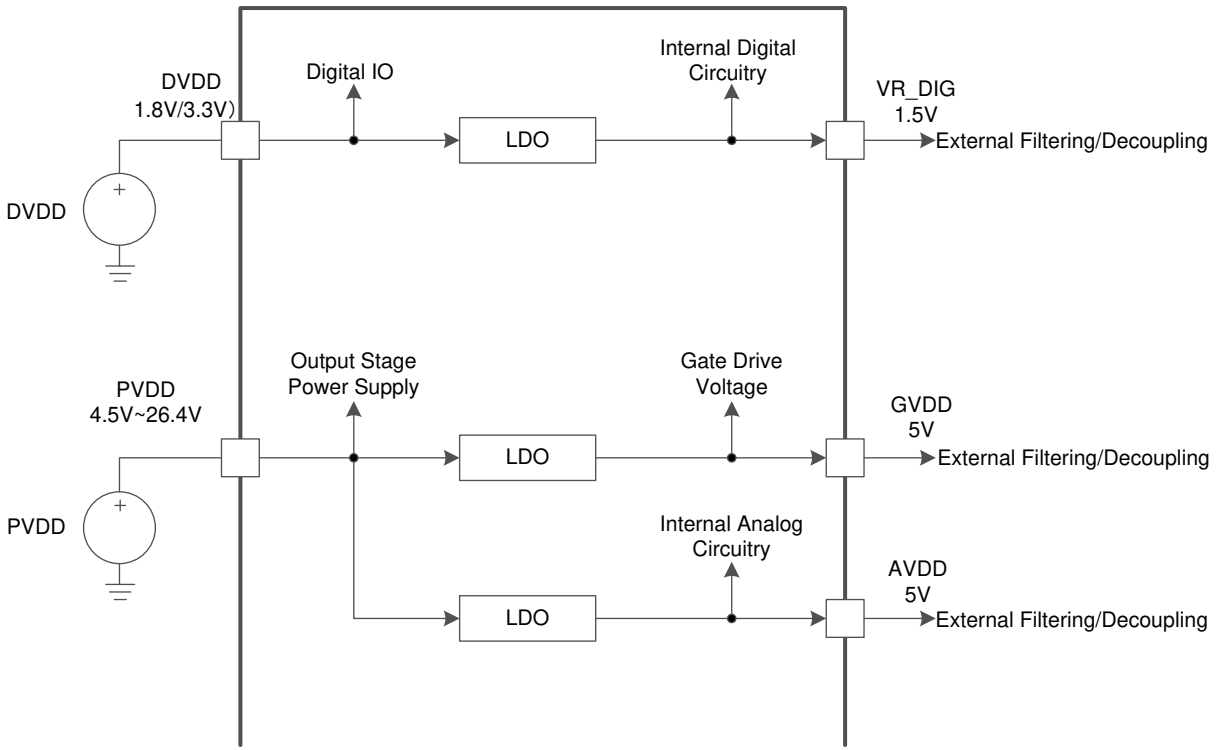 DVDD
1.8V/3.3V）
Digital IO
Internal Digital
Circuitry
VR_DIG
1.5V
LDO
External Filtering/Decoupling
+
DVDD
Output Stage
Power Supply
Gate Drive
Voltage
PVDD
4.5V~26.4V
GVDD
5V
LDO
External Filtering/Decoupling
+
PVDD
Internal Analog
Circuitry
AVDD
5V
LDO
External Filtering/Decoupling